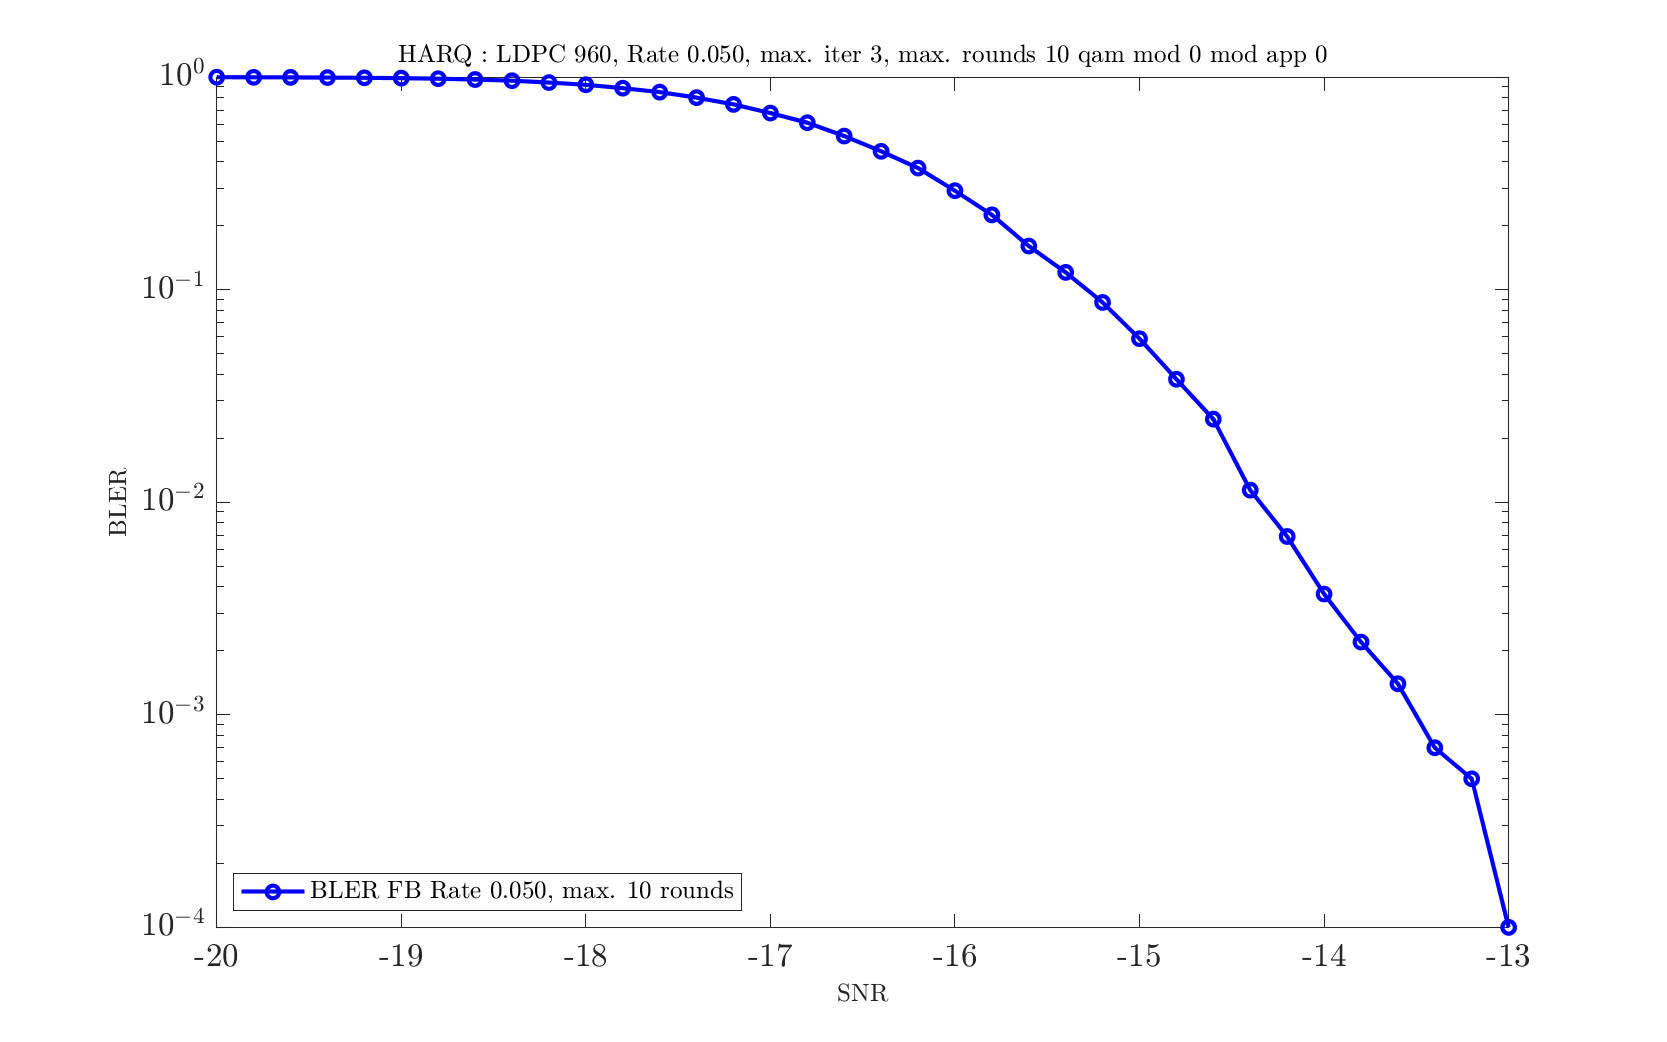 HARQ : LDPC 960, Rate 0.050, max. iter 3, max. rounds 10 qam mod 0 mod app 0
10^0
10^−1
10^−2
10^−3
10^−4
BLER
BLER FB Rate 0.050, max. 10 rounds
-20 -19 -18 -17 -16 -15 -14 -13
SNR